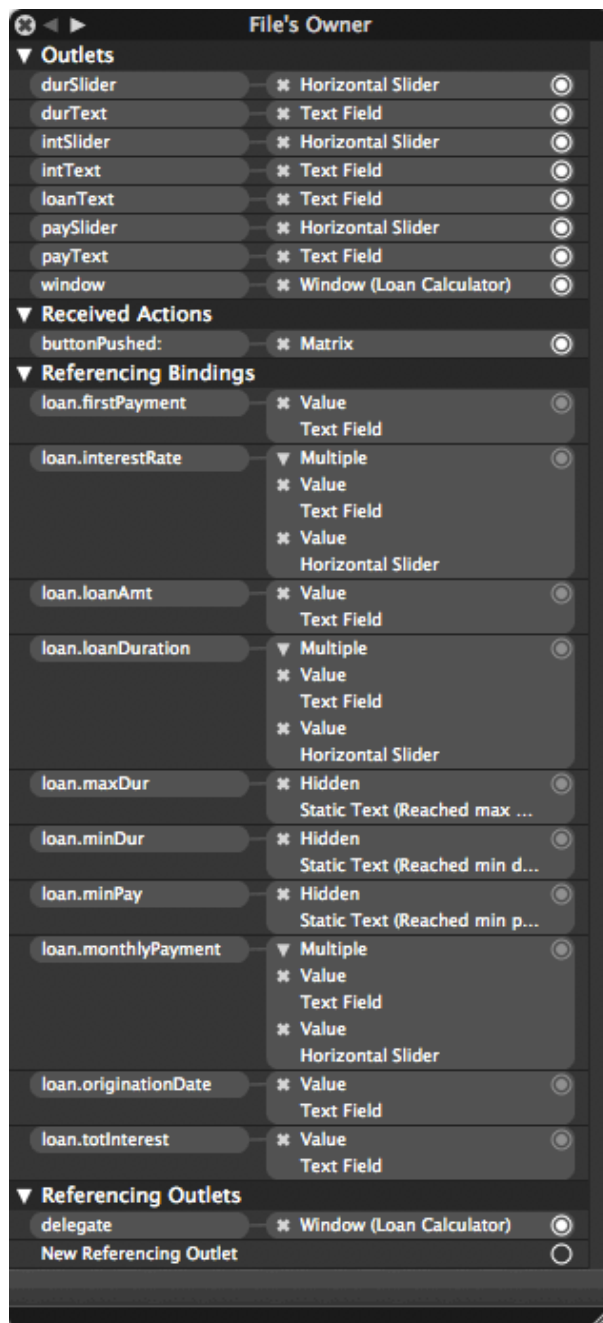 File's Owner
Outlets
durSlider Horizontal Slider
durText Text Field
intSlider Horizontal Slider
intText Text Field
loanText Text Field
paySlider Horizontal Slider
payText Text Field
window Window (Loan Calculator)
Received Actions
buttonPushed: Matrix
Referencing Bindings
loan.firstPayment Value
Text Field
loan.interestRate Multiple
Value
Text Field
Value
Horizontal Slider
loan.loanAmt Value
Text Field
loan.loanDuration Multiple
Value
Text Field
Value
Horizontal Slider
loan.maxDur Hidden
Static Text (Reached max ...
loan.minDur Hidden
Static Text (Reached min d...
loan.minPay Hidden
Static Text (Reached min p...
loan.monthlyPayment Multiple
Value
Text Field
Value
Horizontal Slider
loan.originationDate Value
Text Field
loan.totInterest Value
Text Field
Referencing Outlets
delegate Window (Loan Calculator)
New Referencing Outlet